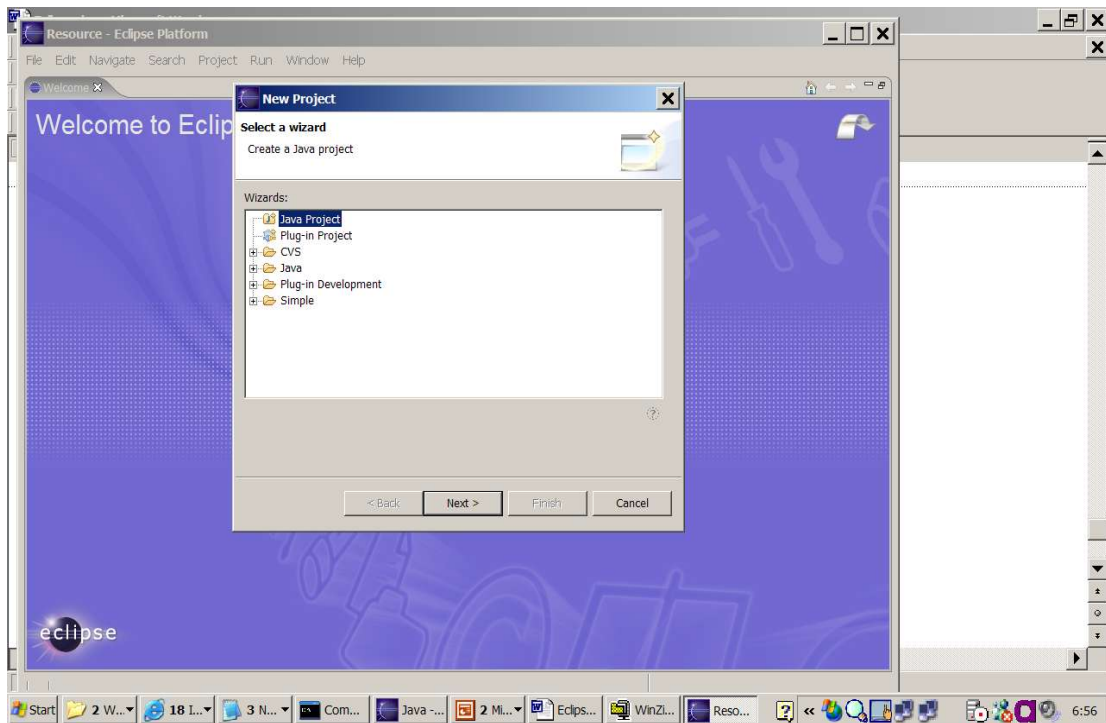 Resource - Eclipse Platform
File Edit Navigate Search Project Run Window Help
Welcome
Welcome to Eclip
New Project
Select a wizard
Create a Java project
Wizards:
Java Project
Plug-in Project
CVS
Java
Plug-in Development
Simple
< Back Next > Finish Cancel
eclipse
Start 2 W... 18 I... 3 N... Com... Java -... 2 Mi... Eclips... WinZi... Reso... « 6:56